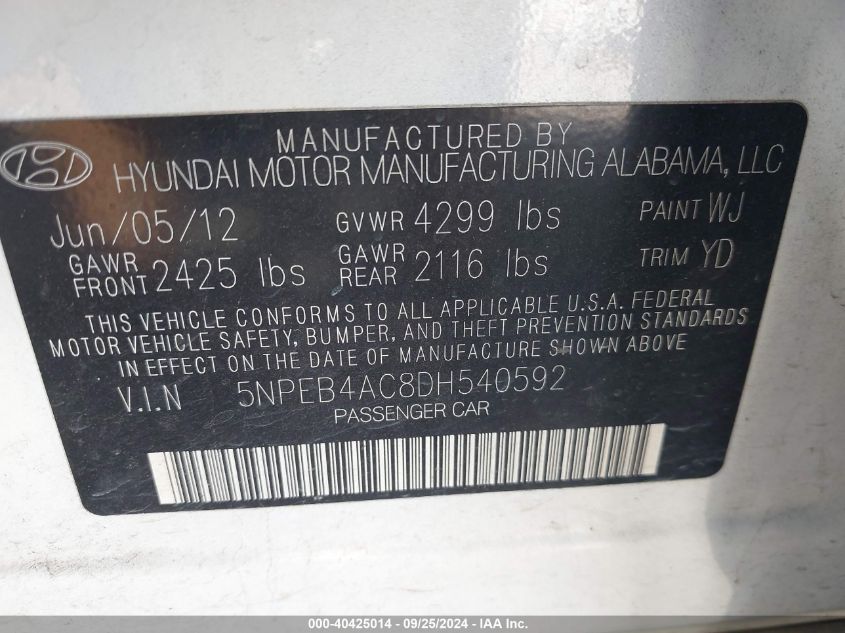 MANUFACTURED BY
HYUNDAI MOTOR MANUFACTURING ALABAMA, LLC
Jun/05/12 GVWR 4299 lbs PAINT WJ
GAWR FRONT 2425 lbs GAWR REAR 2116 lbs TRIM YD
THIS VEHICLE CONFORMS TO ALL APPLICABLE U.S.A. FEDERAL
MOTOR VEHICLE SAFETY, BUMPER, AND THEFT PREVENTION STANDARDS
IN EFFECT ON THE DATE OF MANUFACTURE SHOWN ABOVE
V.I.N 5NPEB4AC8DH540592
PASSENGER CAR
000-40425014 - 09/25/2024 - IAA Inc.